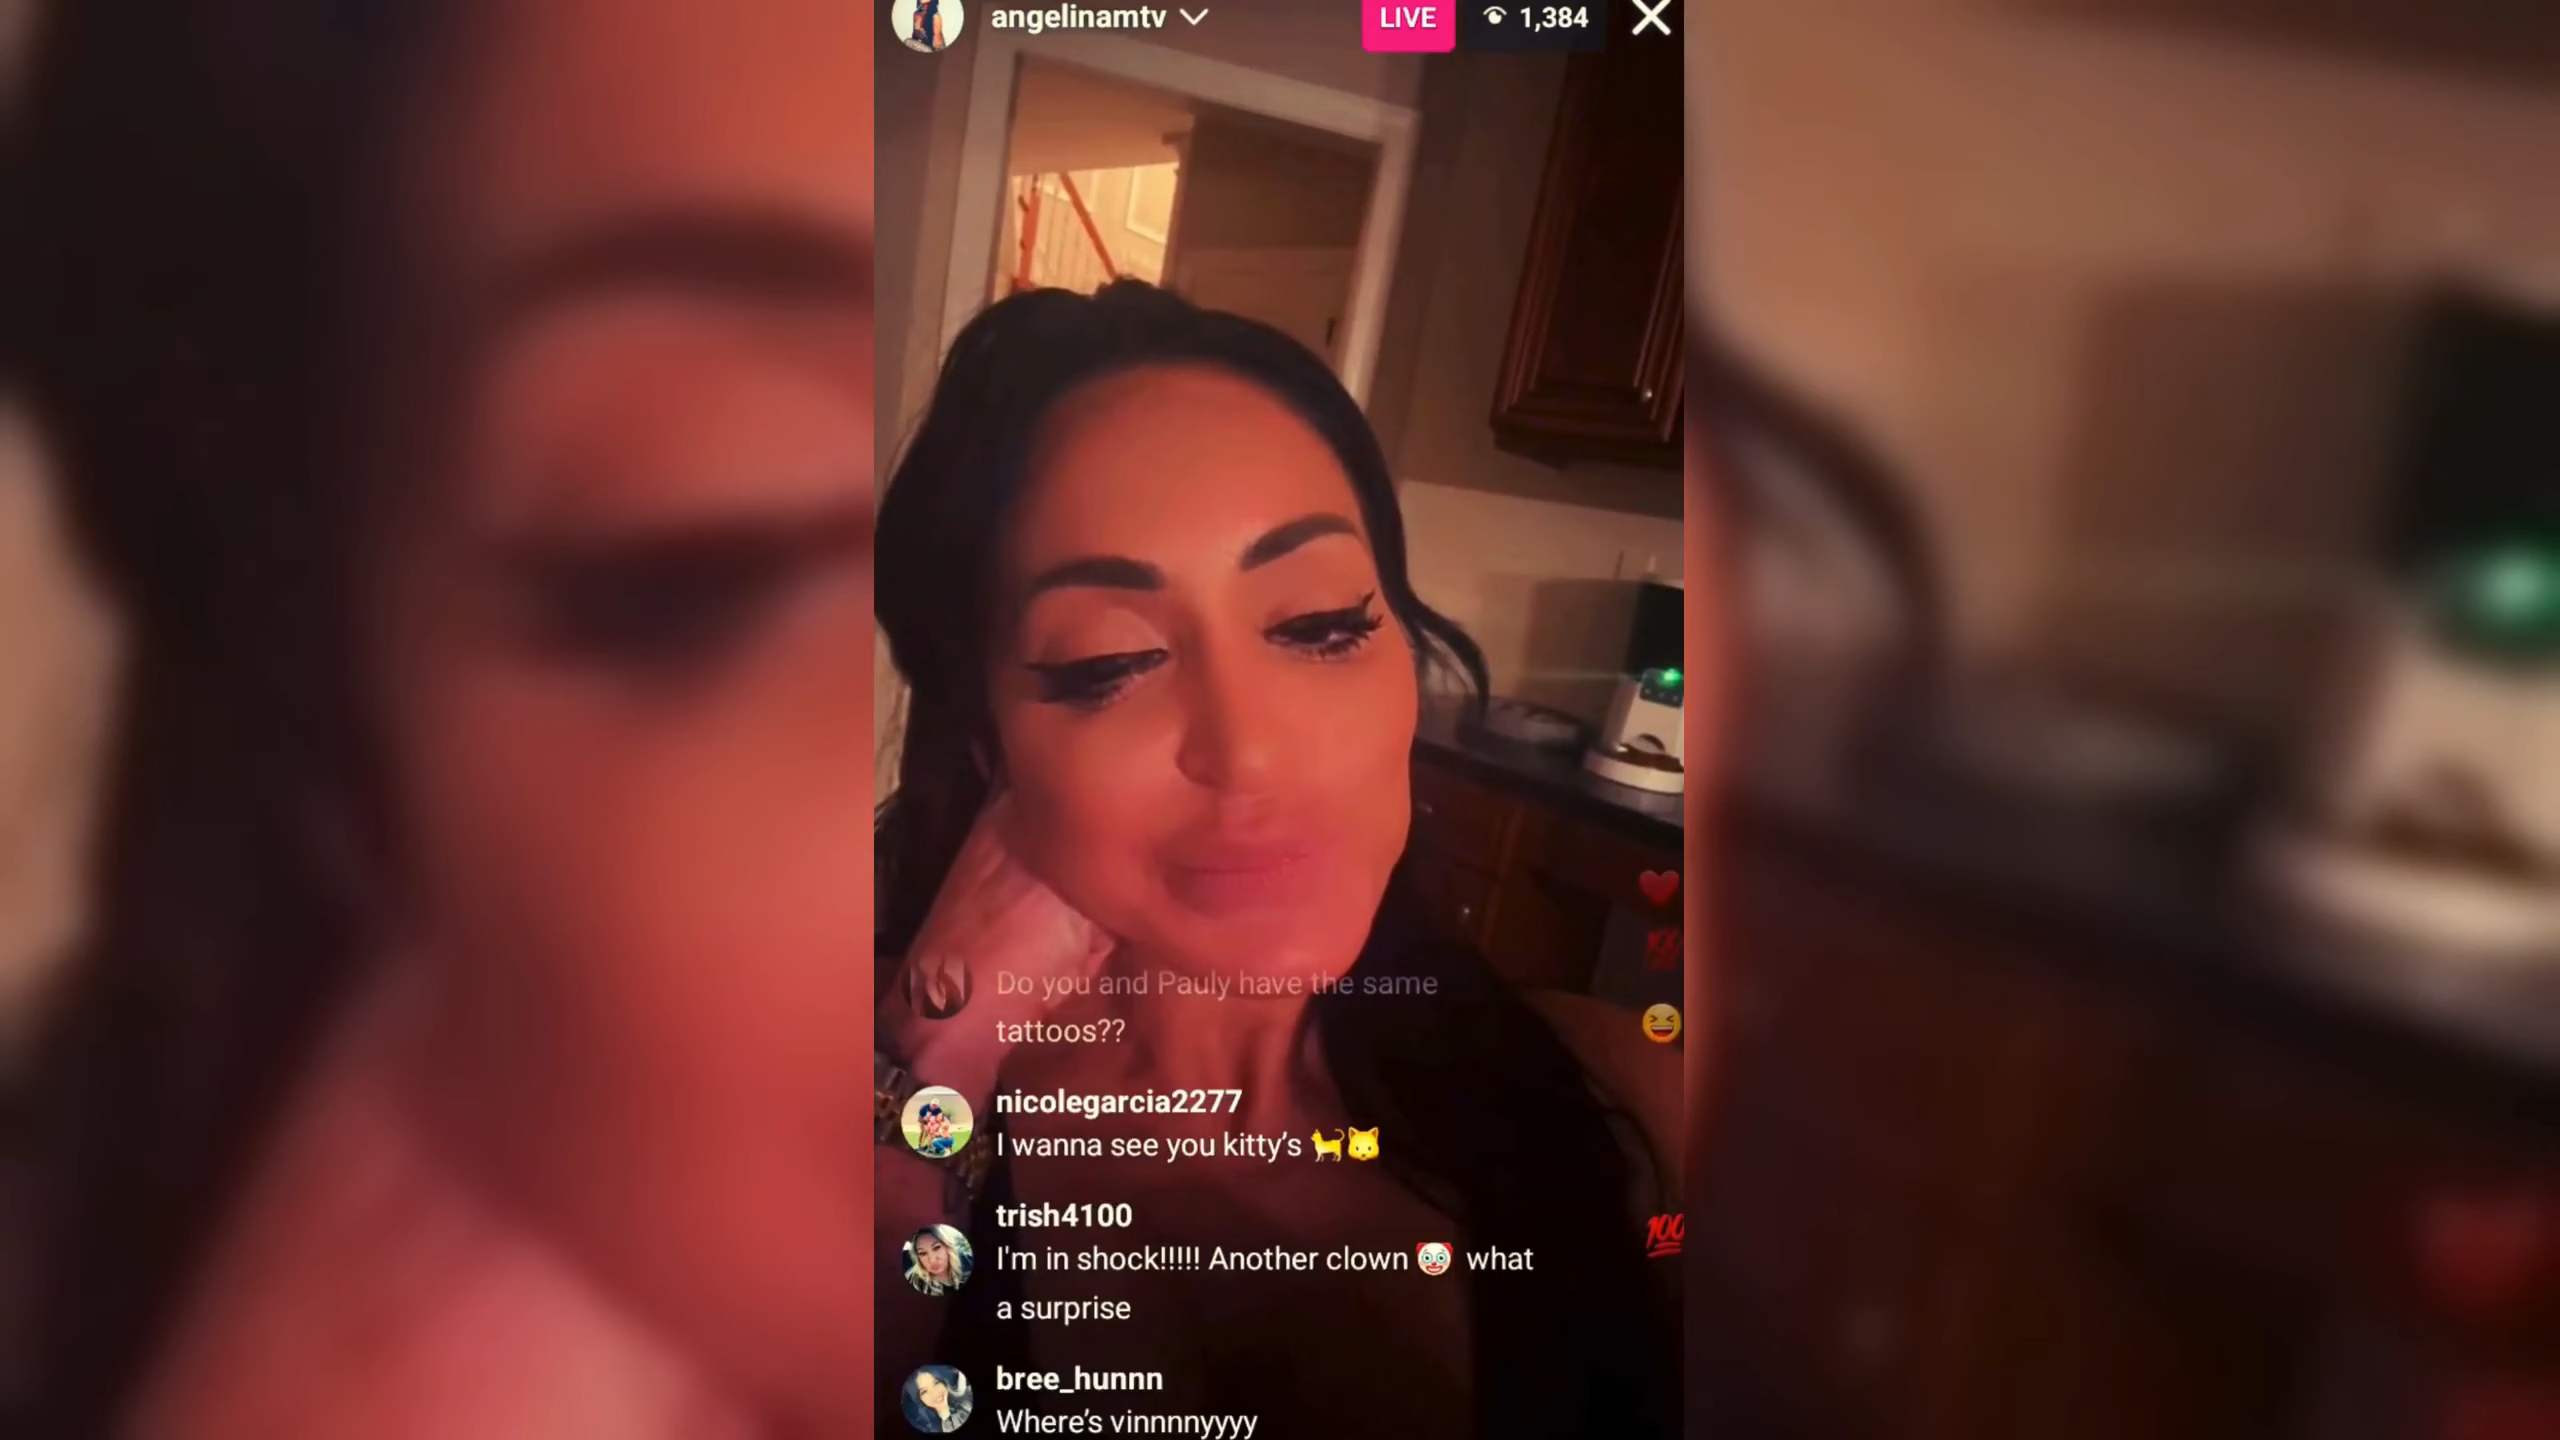 angelinamtv
LIVE
1,384
Do you and Pauly have the same
tattoos??
nicolegarcia2277
I wanna see you kitty's 🐈🐱
trish4100
I'm in shock!!!!! Another clown 🤡 what
a surprise
bree_hunnn
Where's vinnnnyyyy